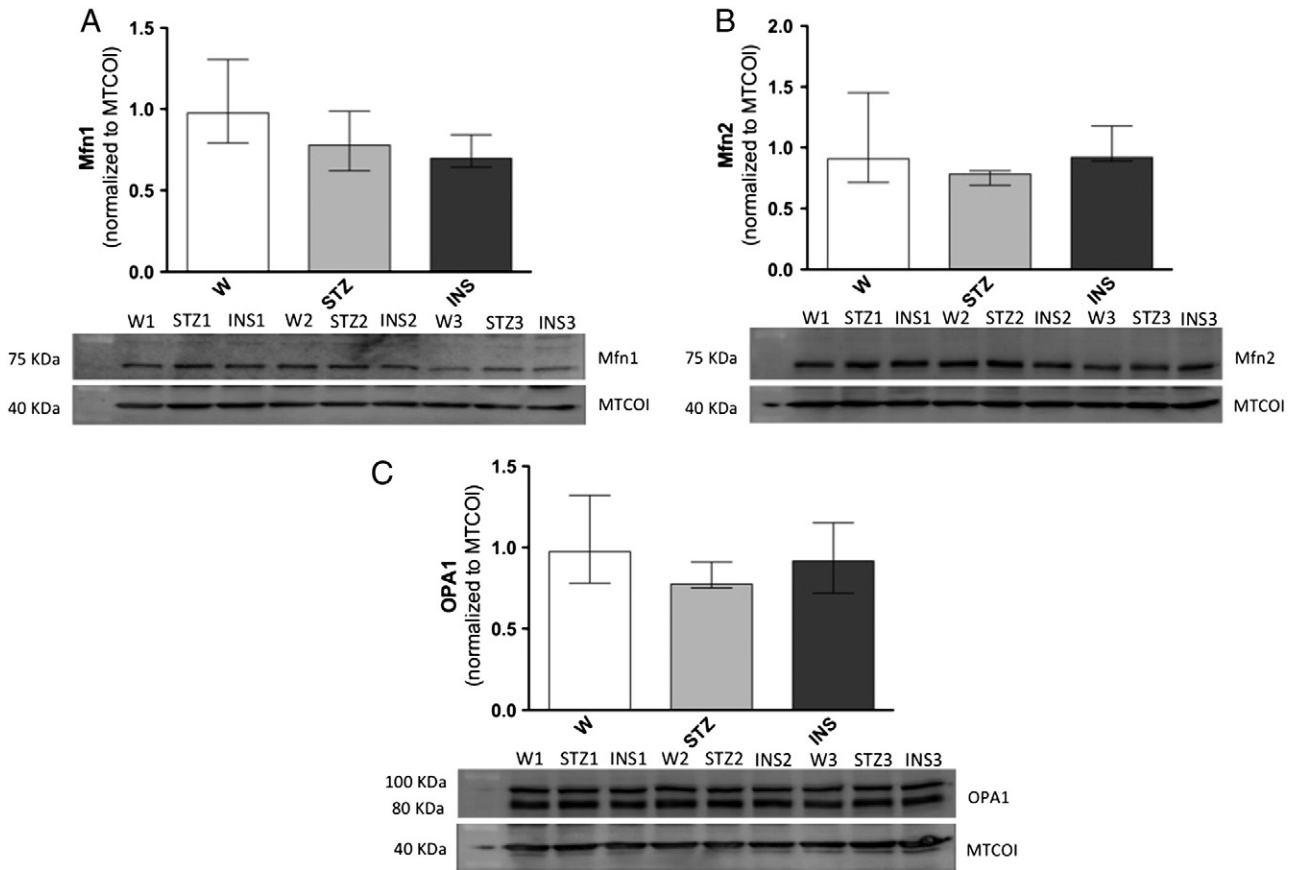 A
Mfn1
(normalized to MTCOI)
1.5
1.0
0.5
0.0
W
STZ
INS
W1 STZ1 INS1 W2 STZ2 INS2 W3 STZ3 INS3
75 KDa
Mfn1
40 KDa
MTCOI
B
Mfn2
(normalized to MTCOI)
2.0
1.5
1.0
0.5
0.0
W
STZ
INS
W1 STZ1 INS1 W2 STZ2 INS2 W3 STZ3 INS3
75 KDa
Mfn2
40 KDa
MTCOI
C
OPA1
(normalized to MTCOI)
1.5
1.0
0.5
0.0
W
STZ
INS
W1 STZ1 INS1 W2 STZ2 INS2 W3 STZ3 INS3
100 KDa
80 KDa
OPA1
40 KDa
MTCOI